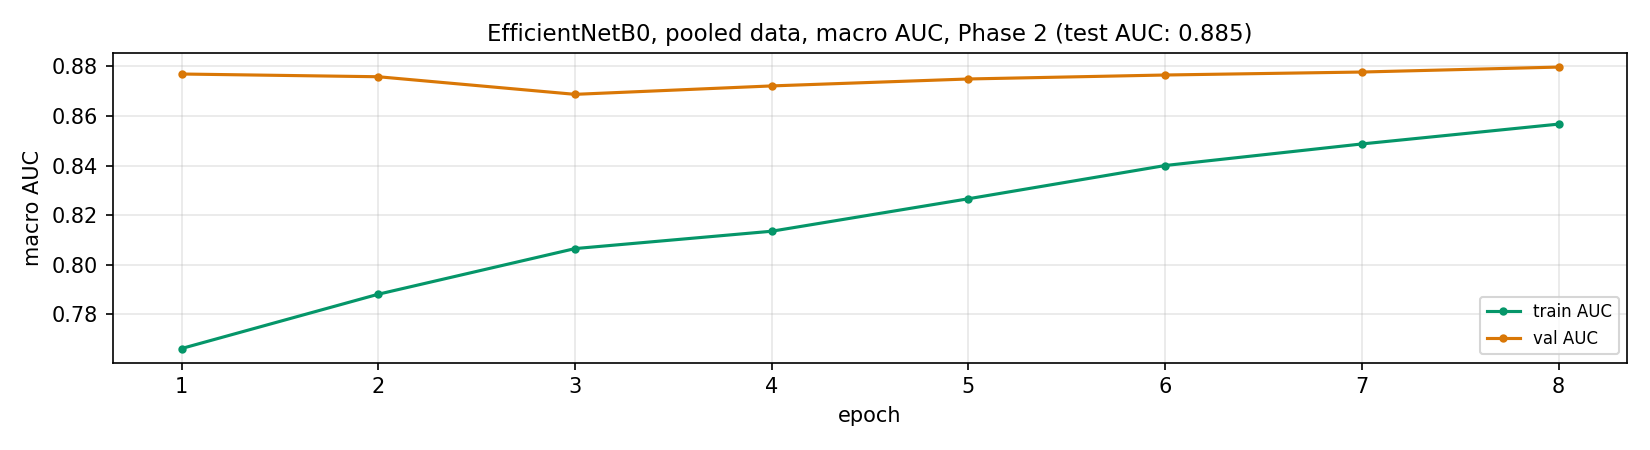 EfficientNetB0, pooled data, macro AUC, Phase 2 (test AUC: 0.885)
macro AUC
0.88
0.86
0.84
0.82
0.80
0.78
train AUC
val AUC
1 2 3 4 5 6 7 8
epoch